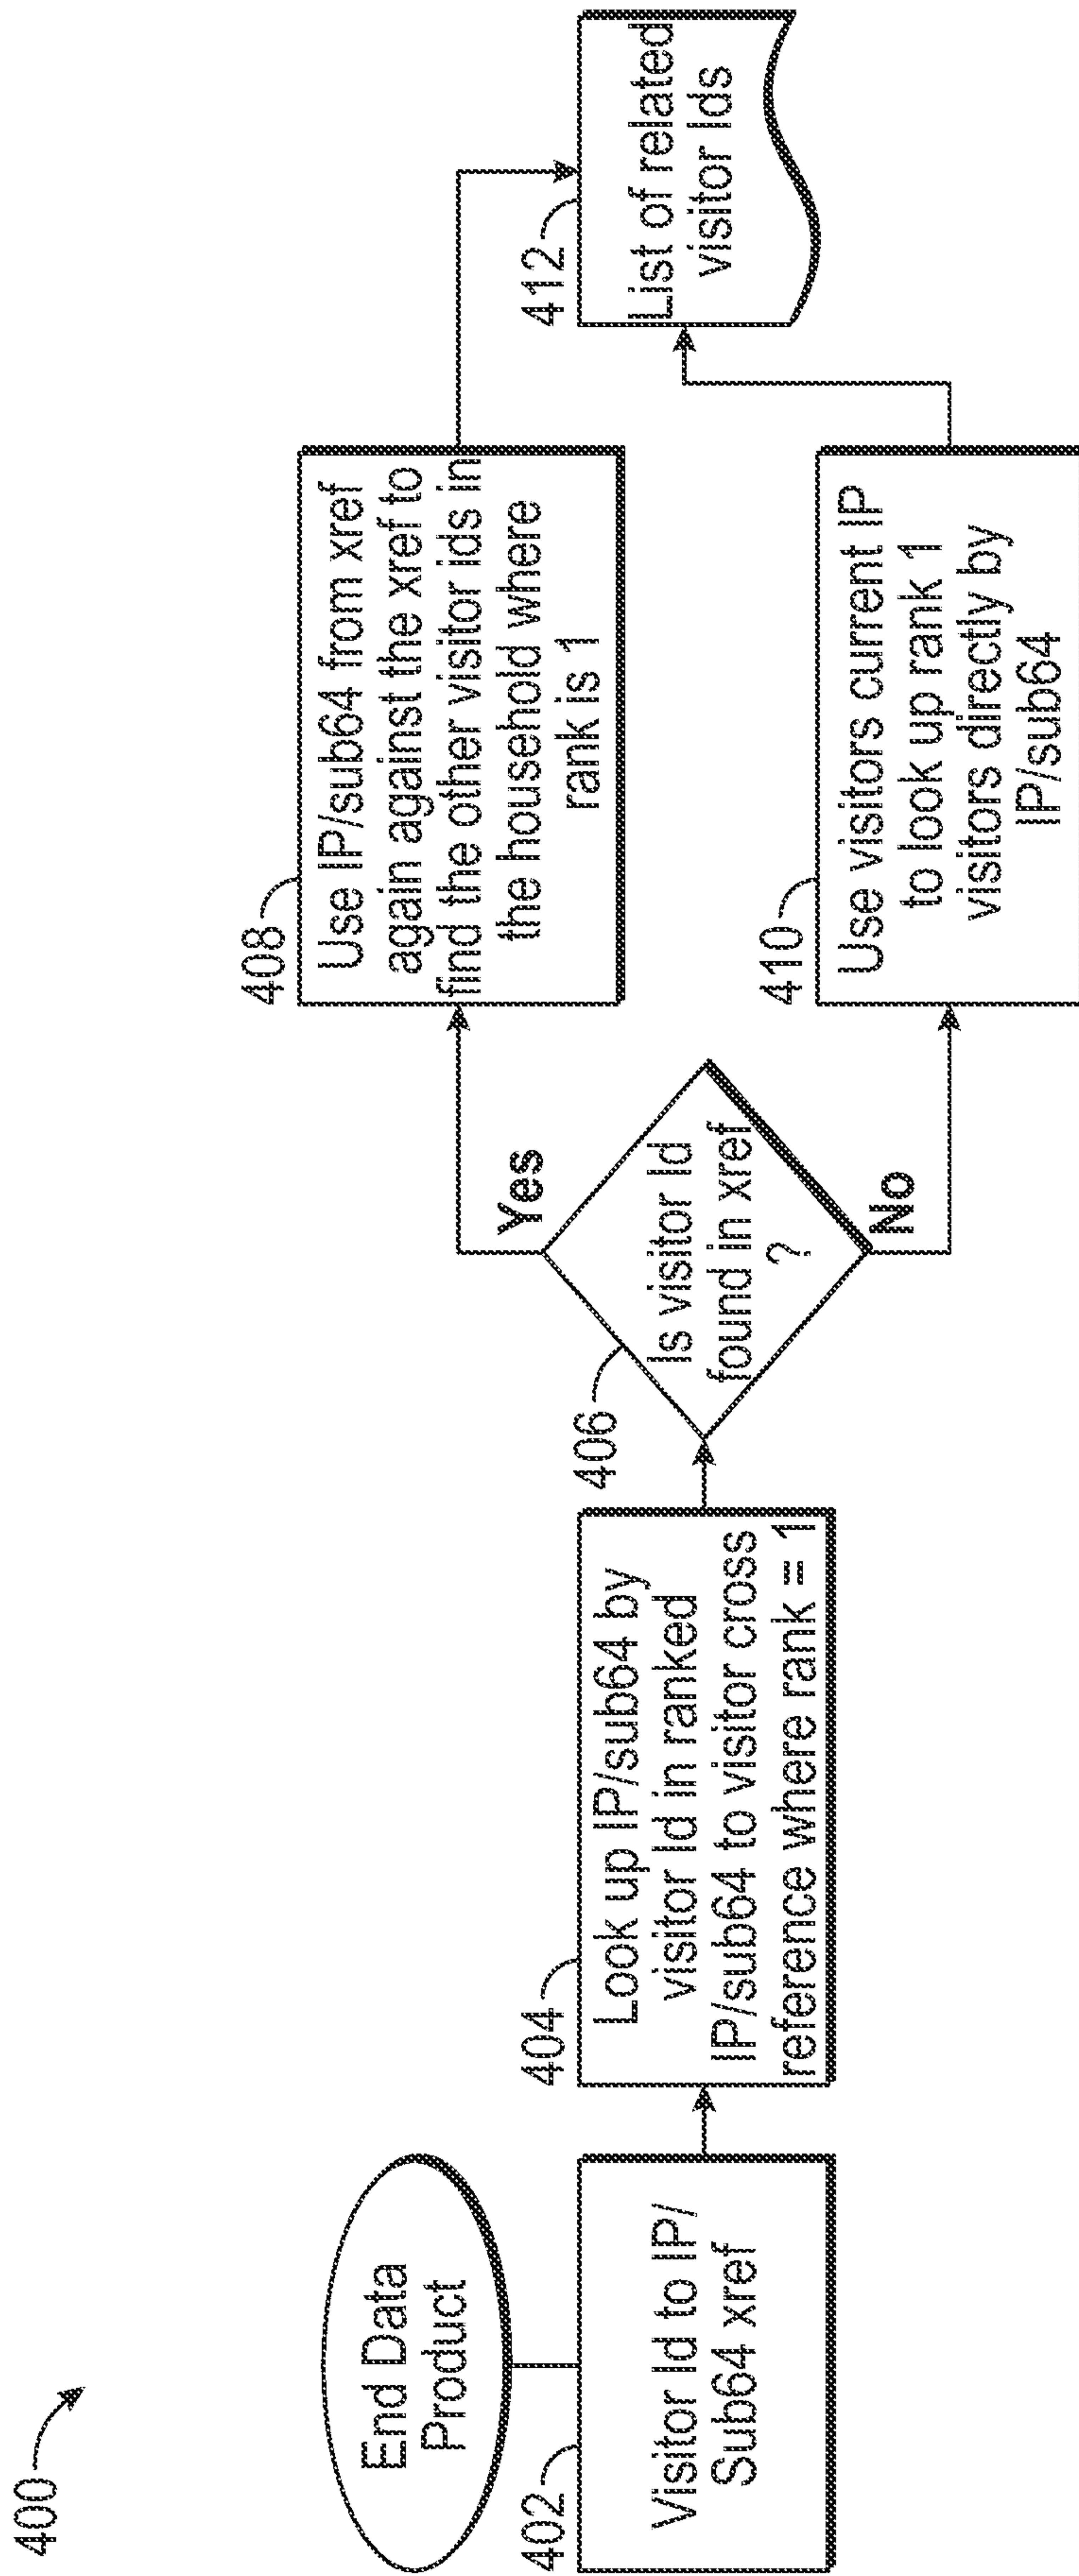 400
End Data
Product
402
Visitor Id to IP/
Sub64 xref
404
Look up IP/sub64 by
visitor Id in ranked
IP/sub64 to visitor cross
reference where rank = 1
406
Is visitor Id
found in xref
?
Yes
No
408
Use IP/sub64 from xref
again against the xref to
find the other visitor ids in
the household where
rank is 1
410
Use visitors current IP
to look up rank 1
visitors directly by
IP/sub64
412
List of related
visitor Ids